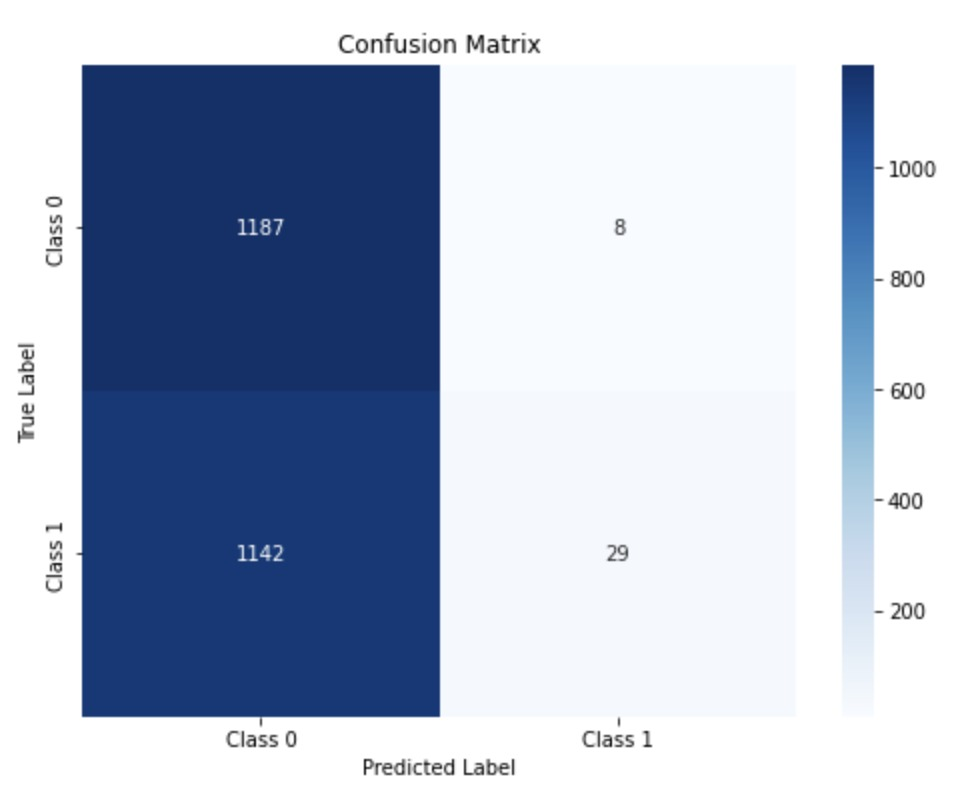 Confusion Matrix
True Label
Class 0
1187
8
Class 1
1142
29
Class 0
Class 1
Predicted Label
1000
800
600
400
200